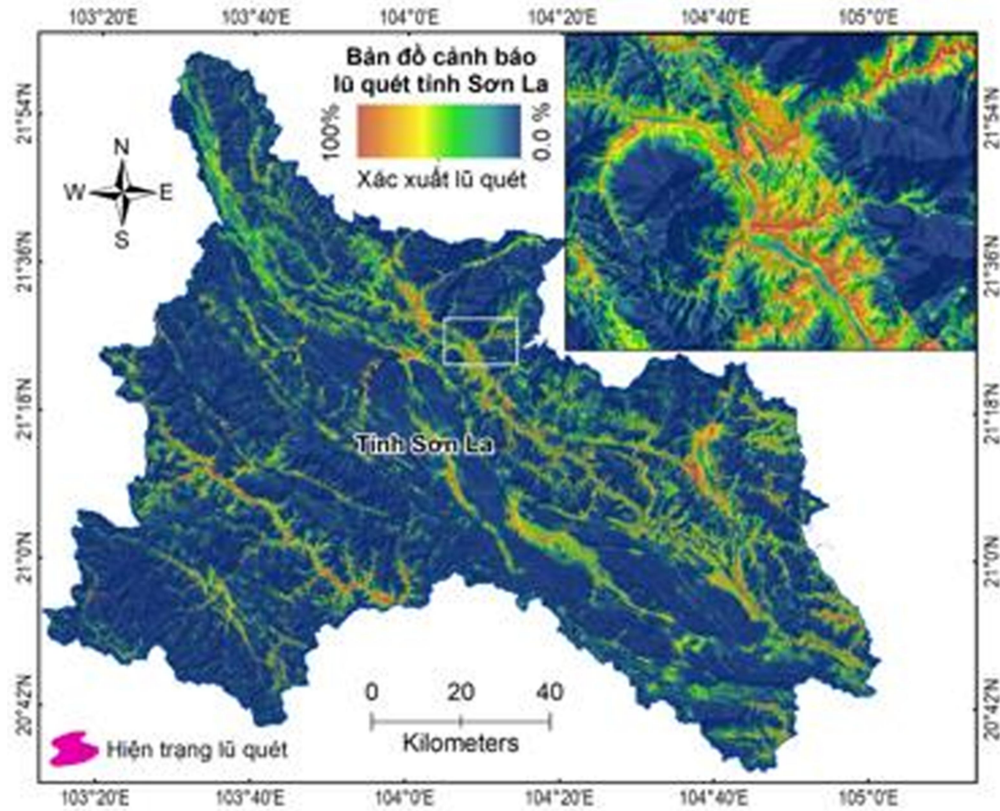 103°20'E 103°40'E 104°0'E 104°20'E 104°40'E 105°0'E
Bản đồ cảnh báo
lũ quét tỉnh Sơn La
100%
0.0 %
Xác xuất lũ quét
N
W E
S
21°54'N
21°54'N
21°36'N
21°36'N
21°18'N
21°18'N
Tỉnh Sơn La
21°0'N
21°0'N
20°42'N
20°42'N
0 20 40
Kilometers
Hiện trạng lũ quét
103°20'E 103°40'E 104°0'E 104°20'E 104°40'E 105°0'E